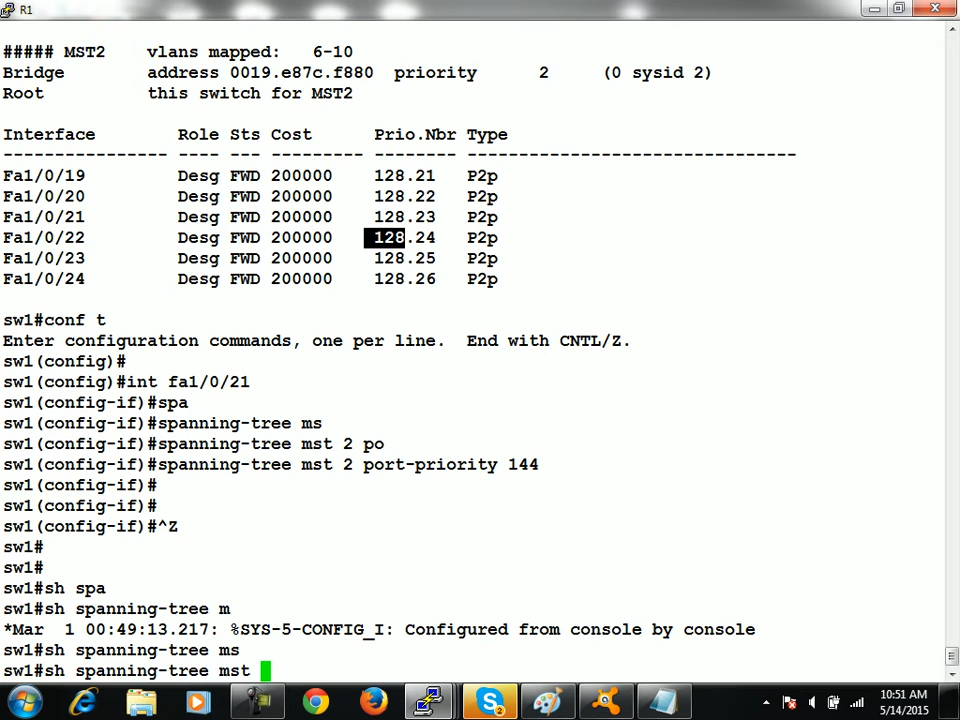 R1
##### MST2    vlans mapped:   6-10
Bridge        address 0019.e87c.f880  priority      2     (0 sysid 2)
Root          this switch for MST2
Interface        Role Sts Cost      Prio.Nbr Type
---------------- ---- --- --------- -------- --------------------------------
Fa1/0/19         Desg FWD 200000    128.21   P2p
Fa1/0/20         Desg FWD 200000    128.22   P2p
Fa1/0/21         Desg FWD 200000    128.23   P2p
Fa1/0/22         Desg FWD 200000    128.24   P2p
Fa1/0/23         Desg FWD 200000    128.25   P2p
Fa1/0/24         Desg FWD 200000    128.26   P2p
sw1#conf t
Enter configuration commands, one per line.  End with CNTL/Z.
sw1(config)#
sw1(config)#int fa1/0/21
sw1(config-if)#spa
sw1(config-if)#spanning-tree ms
sw1(config-if)#spanning-tree mst 2 po
sw1(config-if)#spanning-tree mst 2 port-priority 144
sw1(config-if)#
sw1(config-if)#
sw1(config-if)#^Z
sw1#
sw1#
sw1#sh spa
sw1#sh spanning-tree m
*Mar  1 00:49:13.217: %SYS-5-CONFIG_I: Configured from console by console
sw1#sh spanning-tree ms
sw1#sh spanning-tree mst
2
10:51 AM
5/14/2015